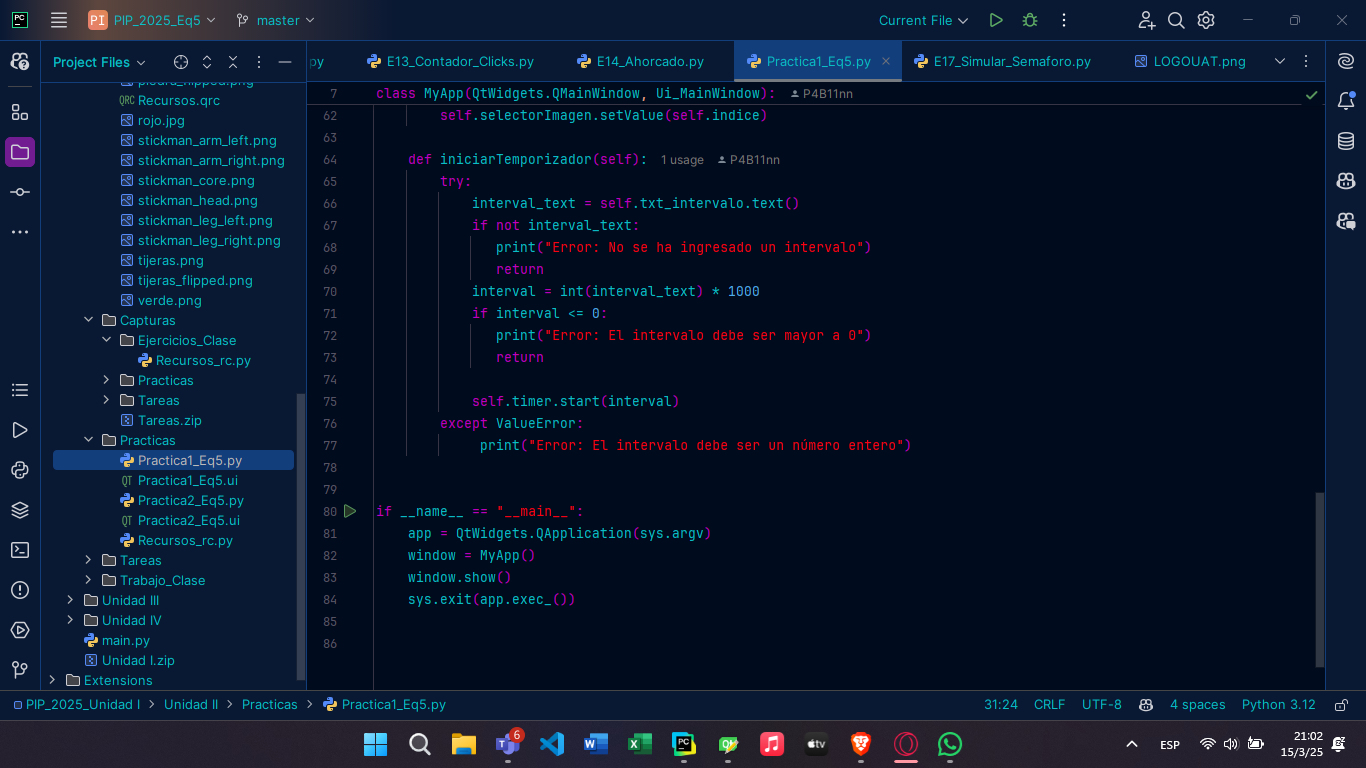 PC
PI PIP_2025_Eq5
master
Current File
Project Files
py
E13_Contador_Clicks.py
E14_Ahorcado.py
Practica1_Eq5.py
E17_Simular_Semaforo.py
LOGOUAT.png
piedra_flipped.png
QRC Recursos.qrc
rojo.jpg
stickman_arm_left.png
stickman_arm_right.png
stickman_core.png
stickman_head.png
stickman_leg_left.png
stickman_leg_right.png
tijeras.png
tijeras_flipped.png
verde.png
Capturas
Ejercicios_Clase
Recursos_rc.py
Practicas
Tareas
Tareas.zip
Practicas
Practica1_Eq5.py
QT Practica1_Eq5.ui
Practica2_Eq5.py
QT Practica2_Eq5.ui
Recursos_rc.py
Tareas
Trabajo_Clase
Unidad III
Unidad IV
main.py
Unidad I.zip
Extensions
7 class MyApp(QtWidgets.QMainWindow, Ui_MainWindow): P4B11nn
62 self.selectorImagen.setValue(self.indice)
63
64 def iniciarTemporizador(self): 1 usage P4B11nn
65 try:
66 interval_text = self.txt_intervalo.text()
67 if not interval_text:
68 print("Error: No se ha ingresado un intervalo")
69 return
70 interval = int(interval_text) * 1000
71 if interval <= 0:
72 print("Error: El intervalo debe ser mayor a 0")
73 return
74
75 self.timer.start(interval)
76 except ValueError:
77 print("Error: El intervalo debe ser un número entero")
78
79
80 if __name__ == "__main__":
81 app = QtWidgets.QApplication(sys.argv)
82 window = MyApp()
83 window.show()
84 sys.exit(app.exec_())
85
86
PIP_2025_Unidad I > Unidad II > Practicas > Practica1_Eq5.py
31:24 CRLF UTF-8 4 spaces Python 3.12
6
PC
tv
ESP
21:02
15/3/25